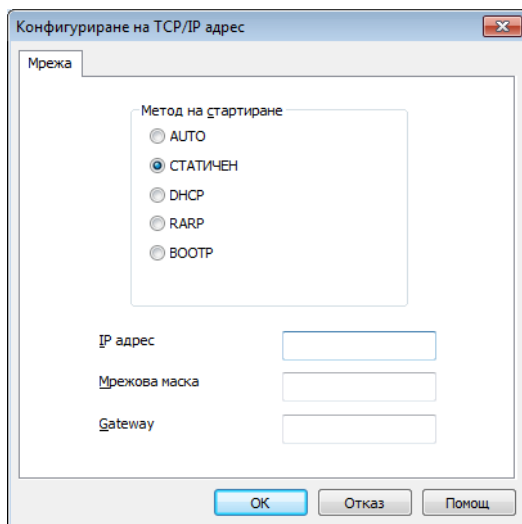 Конфигуриране на TCP/IP адрес
Мрежа
Метод на стартиране
AUTO
СТАТИЧЕН
DHCP
RARP
BOOTP
IP адрес
Мрежова маска
Gateway
OK
Отказ
Помощ